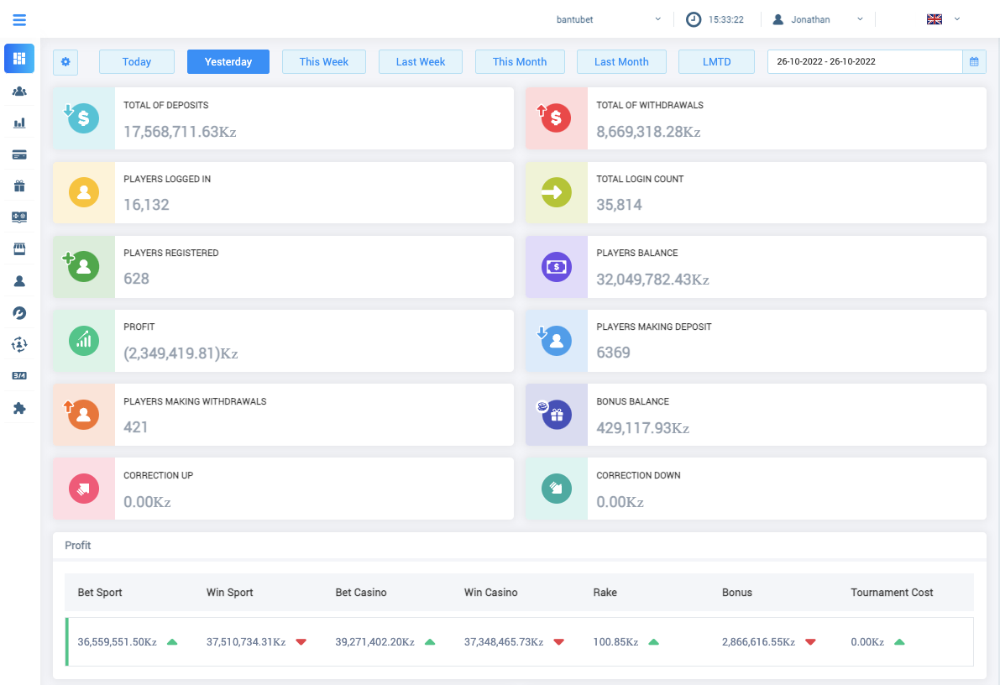 bantubet 15:33:22 Jonathan
Today Yesterday This Week Last Week This Month Last Month LMTD 26-10-2022 - 26-10-2022
TOTAL OF DEPOSITS
17,568,711.63Kz
TOTAL OF WITHDRAWALS
8,669,318.28Kz
PLAYERS LOGGED IN
16,132
TOTAL LOGIN COUNT
35,814
PLAYERS REGISTERED
628
PLAYERS BALANCE
32,049,782.43Kz
PROFIT
(2,349,419.81)Kz
PLAYERS MAKING DEPOSIT
6369
PLAYERS MAKING WITHDRAWALS
421
BONUS BALANCE
429,117.93Kz
CORRECTION UP
0.00Kz
CORRECTION DOWN
0.00Kz
3/4
Profit
Bet Sport Win Sport Bet Casino Win Casino Rake Bonus Tournament Cost
36,559,551.50Kz 37,510,734.31Kz 39,271,402.20Kz 37,348,465.73Kz 100.85Kz 2,866,616.55Kz 0.00Kz